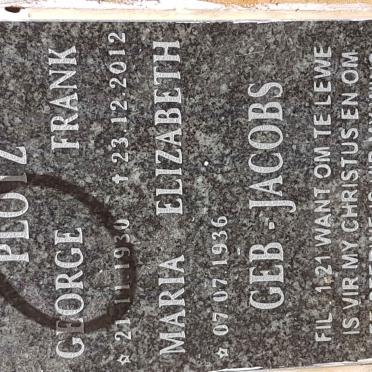 PLOTZ
GEORGE FRANK
☆ 21 11 1930 † 23.12.2012
MARIA ELIZABETH
☆ 07 07 1936
GEB - JACOBS
FIL 1:21 WANT OM TE LEWE
IS VIR MY CHRISTUS EN OM